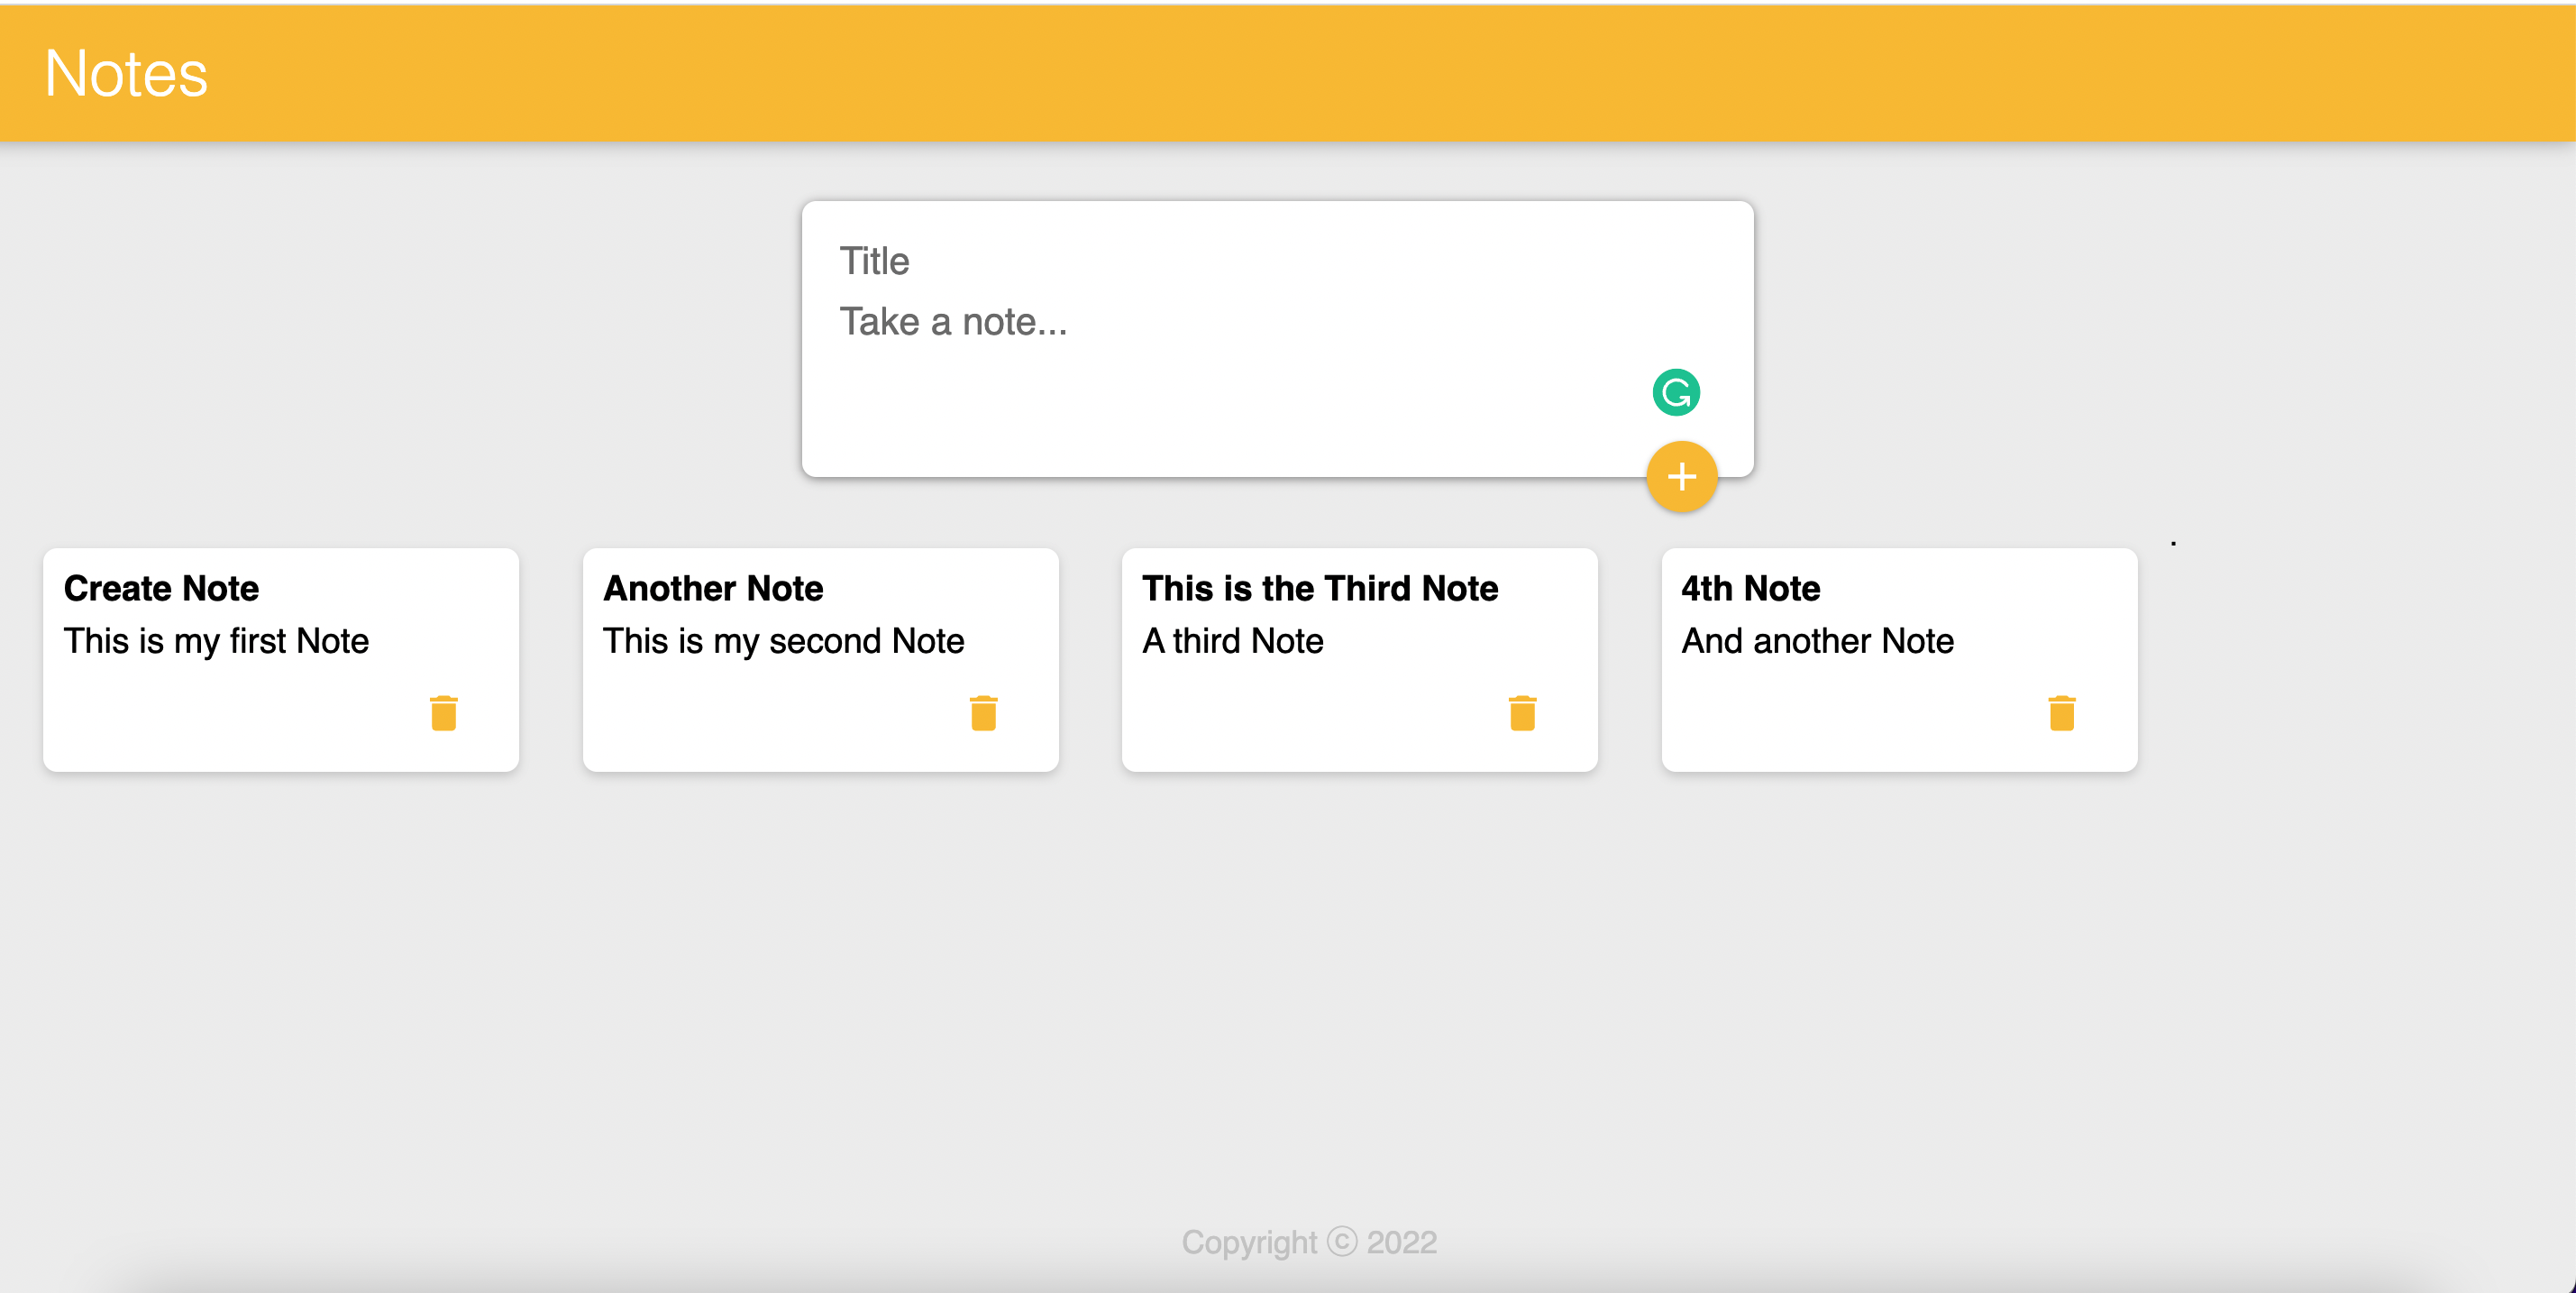 Notes
Title
Take a note...
.
Create Note
This is my first Note
Another Note
This is my second Note
This is the Third Note
A third Note
4th Note
And another Note
Copyright ⓒ 2022